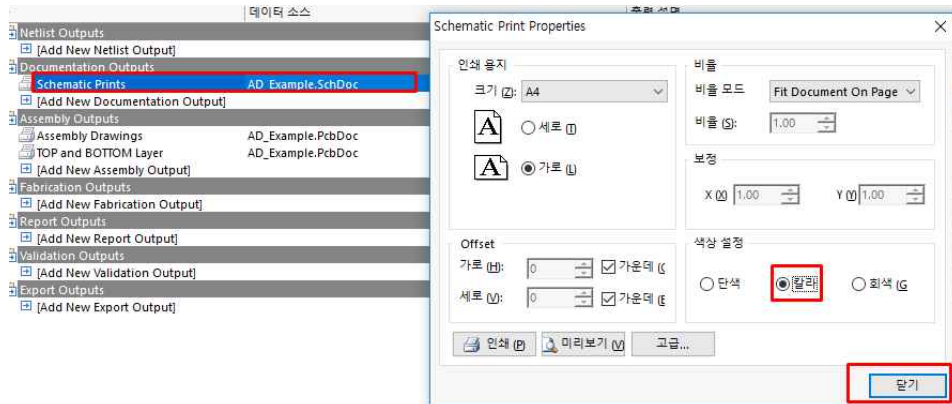 데이터 소스
출력 설명
Netlist Outputs
[Add New Netlist Output]
Documentation Outputs
Schematic Prints AD_Example.SchDoc
[Add New Documentation Output]
Assembly Outputs
Assembly Drawings AD_Example.PcbDoc
TOP and BOTTOM Layer AD_Example.PcbDoc
[Add New Assembly Output]
Fabrication Outputs
[Add New Fabrication Output]
Report Outputs
[Add New Report Output]
Validation Outputs
[Add New Validation Output]
Export Outputs
[Add New Export Output]
Schematic Print Properties
인쇄 용지
크기 (Z): A4
A 세로 (T)
A 가로 (L)
비율
비율 모드 Fit Document On Page
비율 (S): 1.00
보정
X (X) 1.00 Y (Y) 1.00
Offset
가로 (H): 0 가운데 (
세로 (V): 0 가운데 (E
색상 설정
단색 칼라 회색 (G
인쇄 (P) 미리보기 (V) 고급...
닫기